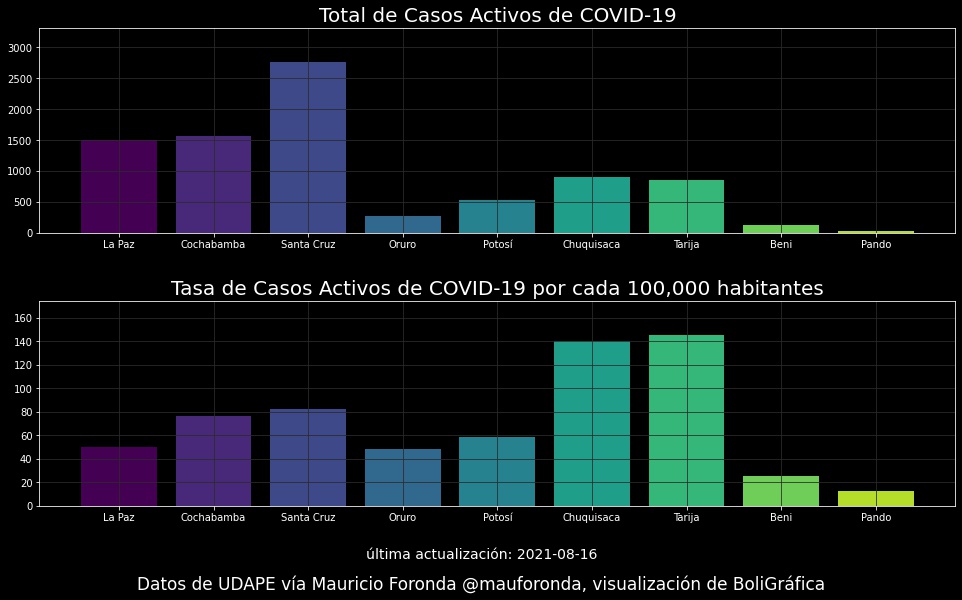 Total de Casos Activos de COVID-19
3000
2500
2000
1500
1000
500
0
La Paz Cochabamba Santa Cruz Oruro Potosí Chuquisaca Tarija Beni Pando
Tasa de Casos Activos de COVID-19 por cada 100,000 habitantes
160
140
120
100
80
60
40
20
0
La Paz Cochabamba Santa Cruz Oruro Potosí Chuquisaca Tarija Beni Pando
última actualización: 2021-08-16
Datos de UDAPE vía Mauricio Foronda @mauforonda, visualización de BoliGráfica